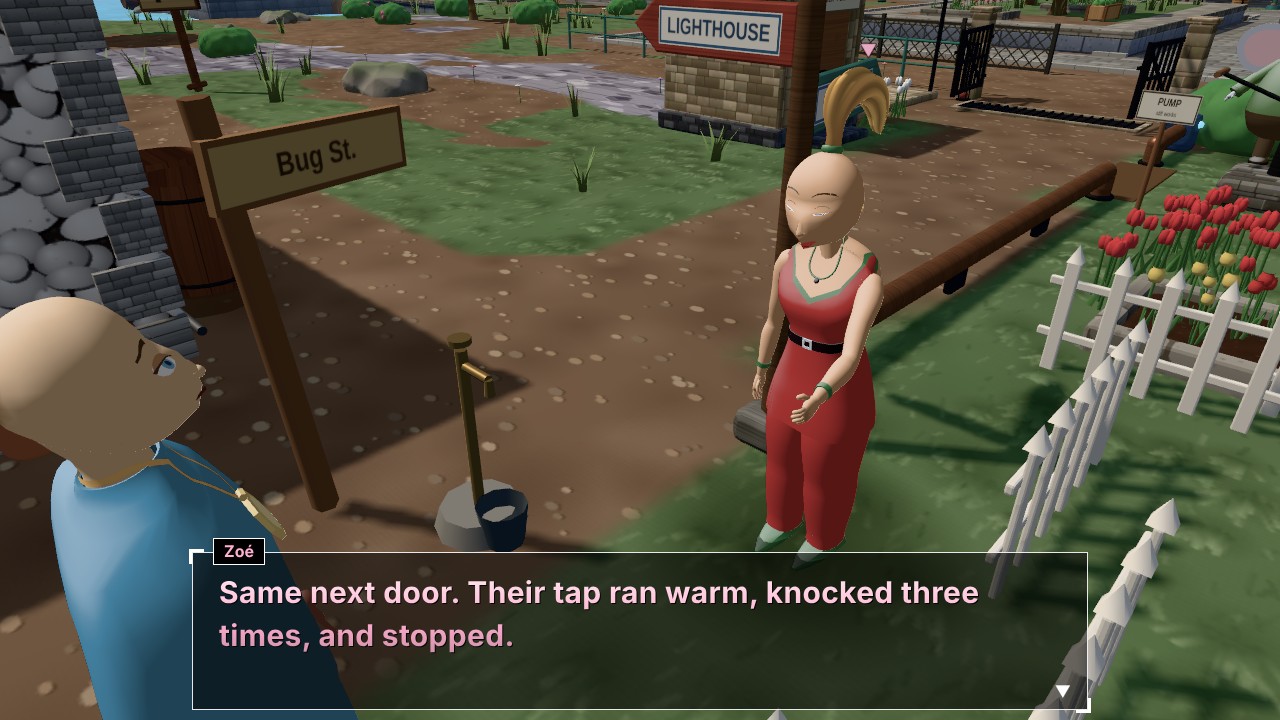 LIGHTHOUSE
PUMP
Bug St.
Zoé
Same next door. Their tap ran warm, knocked three
times, and stopped.